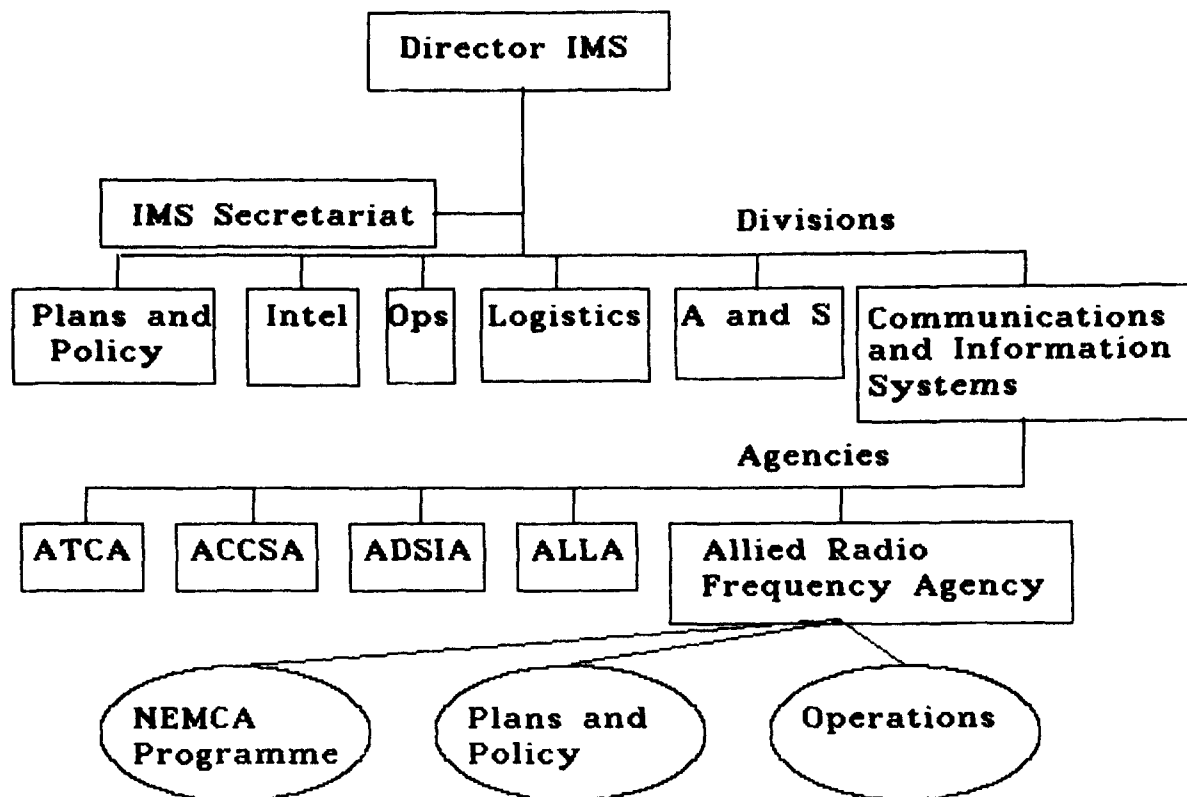 Director IMS
IMS Secretariat
Divisions
Plans and
Policy
Intel
Ops
Logistics
A and S
Communications
and Information
Systems
Agencies
ATCA
ACCSA
ADSIA
ALLA
Allied Radio
Frequency Agency
NEMCA
Programme
Plans and
Policy
Operations